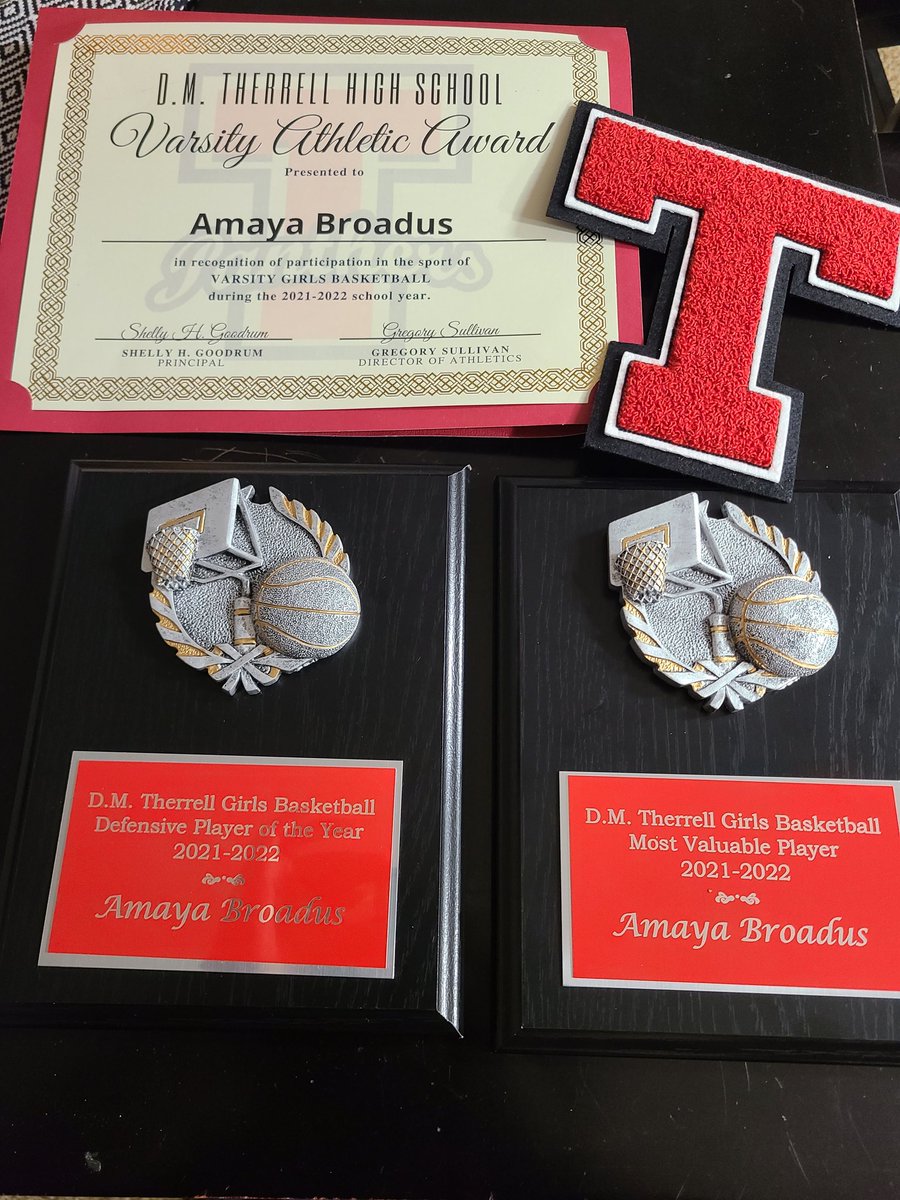 D.M. THERRELL HIGH SCHOOL
Varsity Athletic Award
Presented to
Amaya Broadus
in recognition of participation in the sport of
VARSITY GIRLS BASKETBALL
during the 2021-2022 school year.
Shelly H. Goodrum
SHELLY H. GOODRUM
PRINCIPAL
Gregory Sullivan
GREGORY SULLIVAN
DIRECTOR OF ATHLETICS
T
D.M. Therrell Girls Basketball
Defensive Player of the Year
2021-2022
Amaya Broadus
D.M. Therrell Girls Basketball
Most Valuable Player
2021-2022
Amaya Broadus